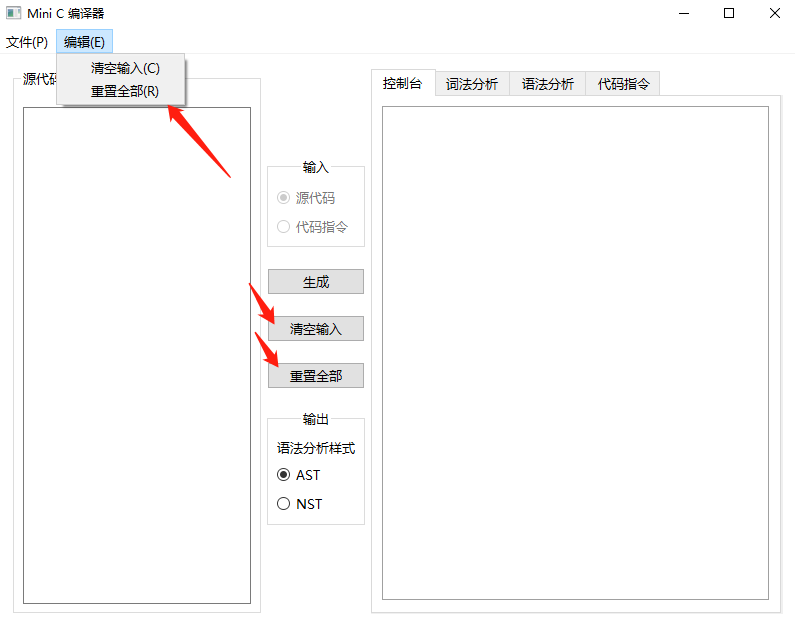 Mini C 编译器
文件(P) 编辑(E)
清空输入(C)
重置全部(R)
源代码
控制台 词法分析 语法分析 代码指令
输入
源代码
代码指令
生成
清空输入
重置全部
输出
语法分析样式
AST
NST